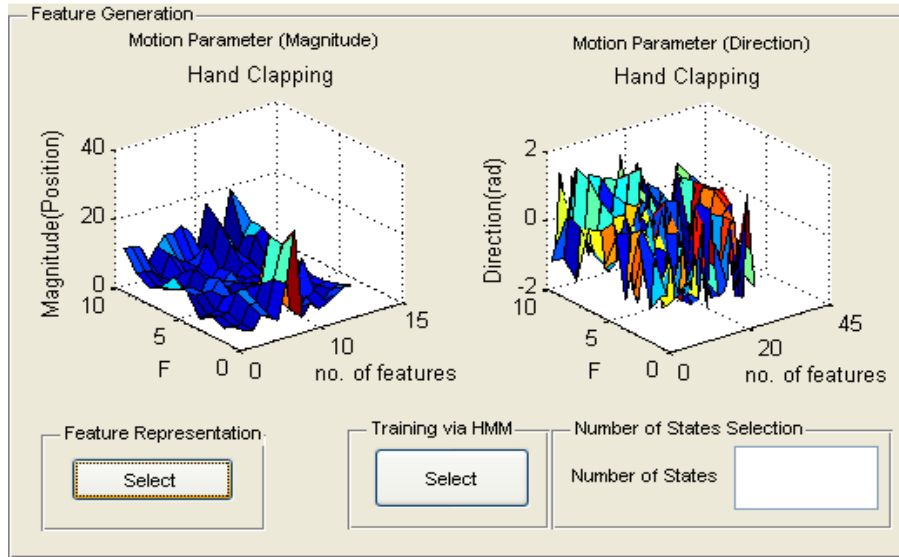 Feature Generation
Motion Parameter (Magnitude)
Hand Clapping
Magnitude(Position)
40
20
0
10
5
0
F
0
10
15
no. of features
Motion Parameter (Direction)
Hand Clapping
Direction(rad)
2
0
-2
10
5
0
F
0
20
45
no. of features
Feature Representation
Select
Training via HMM
Select
Number of States Selection
Number of States